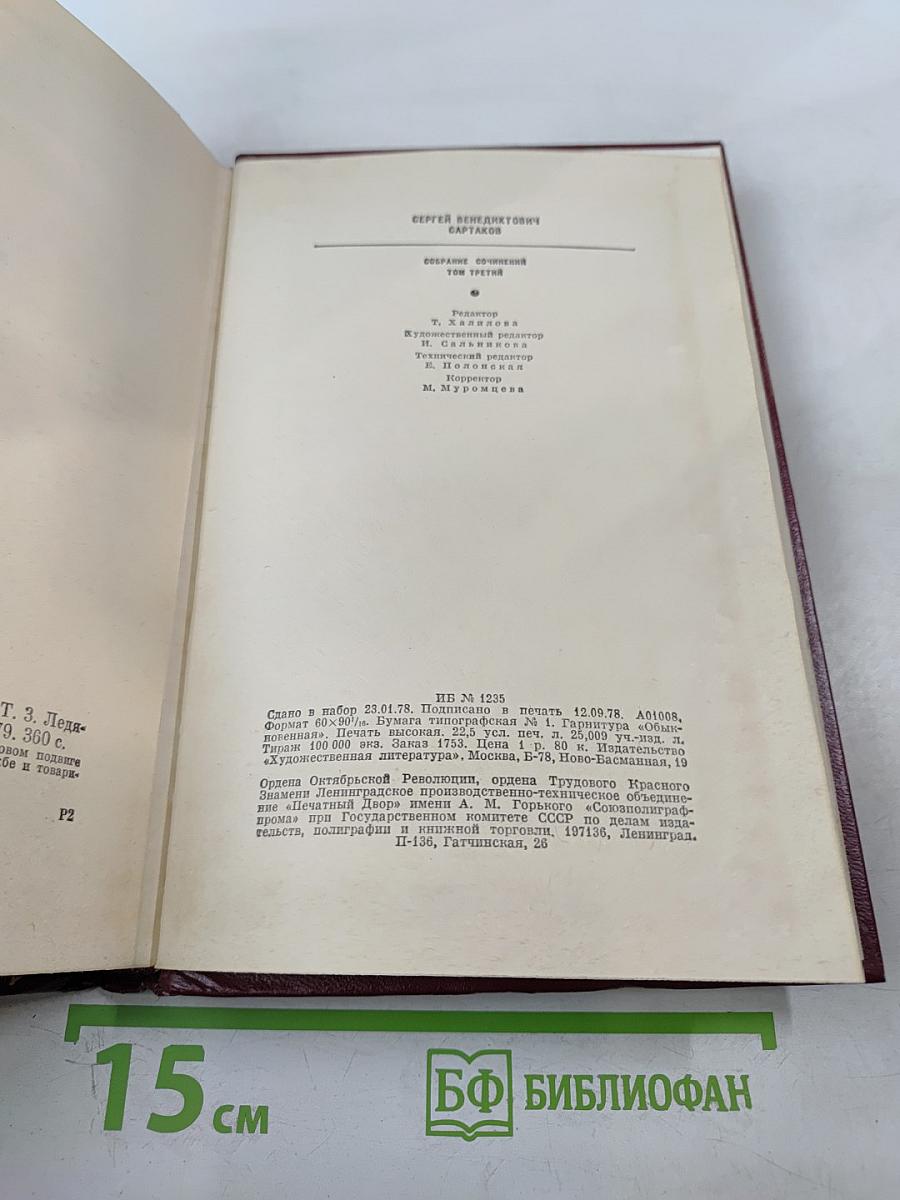 Т. 3. Ледя-
79. 360 с.
овом подвиге
бе и товари-
Р2
СЕРГЕЙ ВЕНЕДИКТОВИЧ
САРТАКОВ
СОБРАНИЕ СОЧИНЕНИЙ
ТОМ ТРЕТИЙ
Редактор
Т. Халилова
Художественный редактор
И. Сальникова
Технический редактор
Е. Полонская
Корректор
М. Муромцева
ИБ № 1235
Сдано в набор 23.01.78. Подписано в печать 12.09.78. А01008.
Формат 60×90¹/₁₆. Бумага типографская № 1. Гарнитура «Обык-
новенная». Печать высокая. 22,5 усл. печ. л. 25,009 уч.-изд. л.
Тираж 100 000 экз. Заказ 1753. Цена 1 р. 80 к. Издательство
«Художественная литература», Москва, Б-78, Ново-Басманная, 19
Ордена Октябрьской Революции, ордена Трудового Красного
Знамени Ленинградское производственно-техническое объедине-
ние «Печатный Двор» имени А. М. Горького «Союзполиграф-
прома» при Государственном комитете СССР по делам изда-
тельств, полиграфии и книжной торговли. 197136, Ленинград.
П-136, Гатчинская, 26
15 см
БФ БИБЛИОФАН